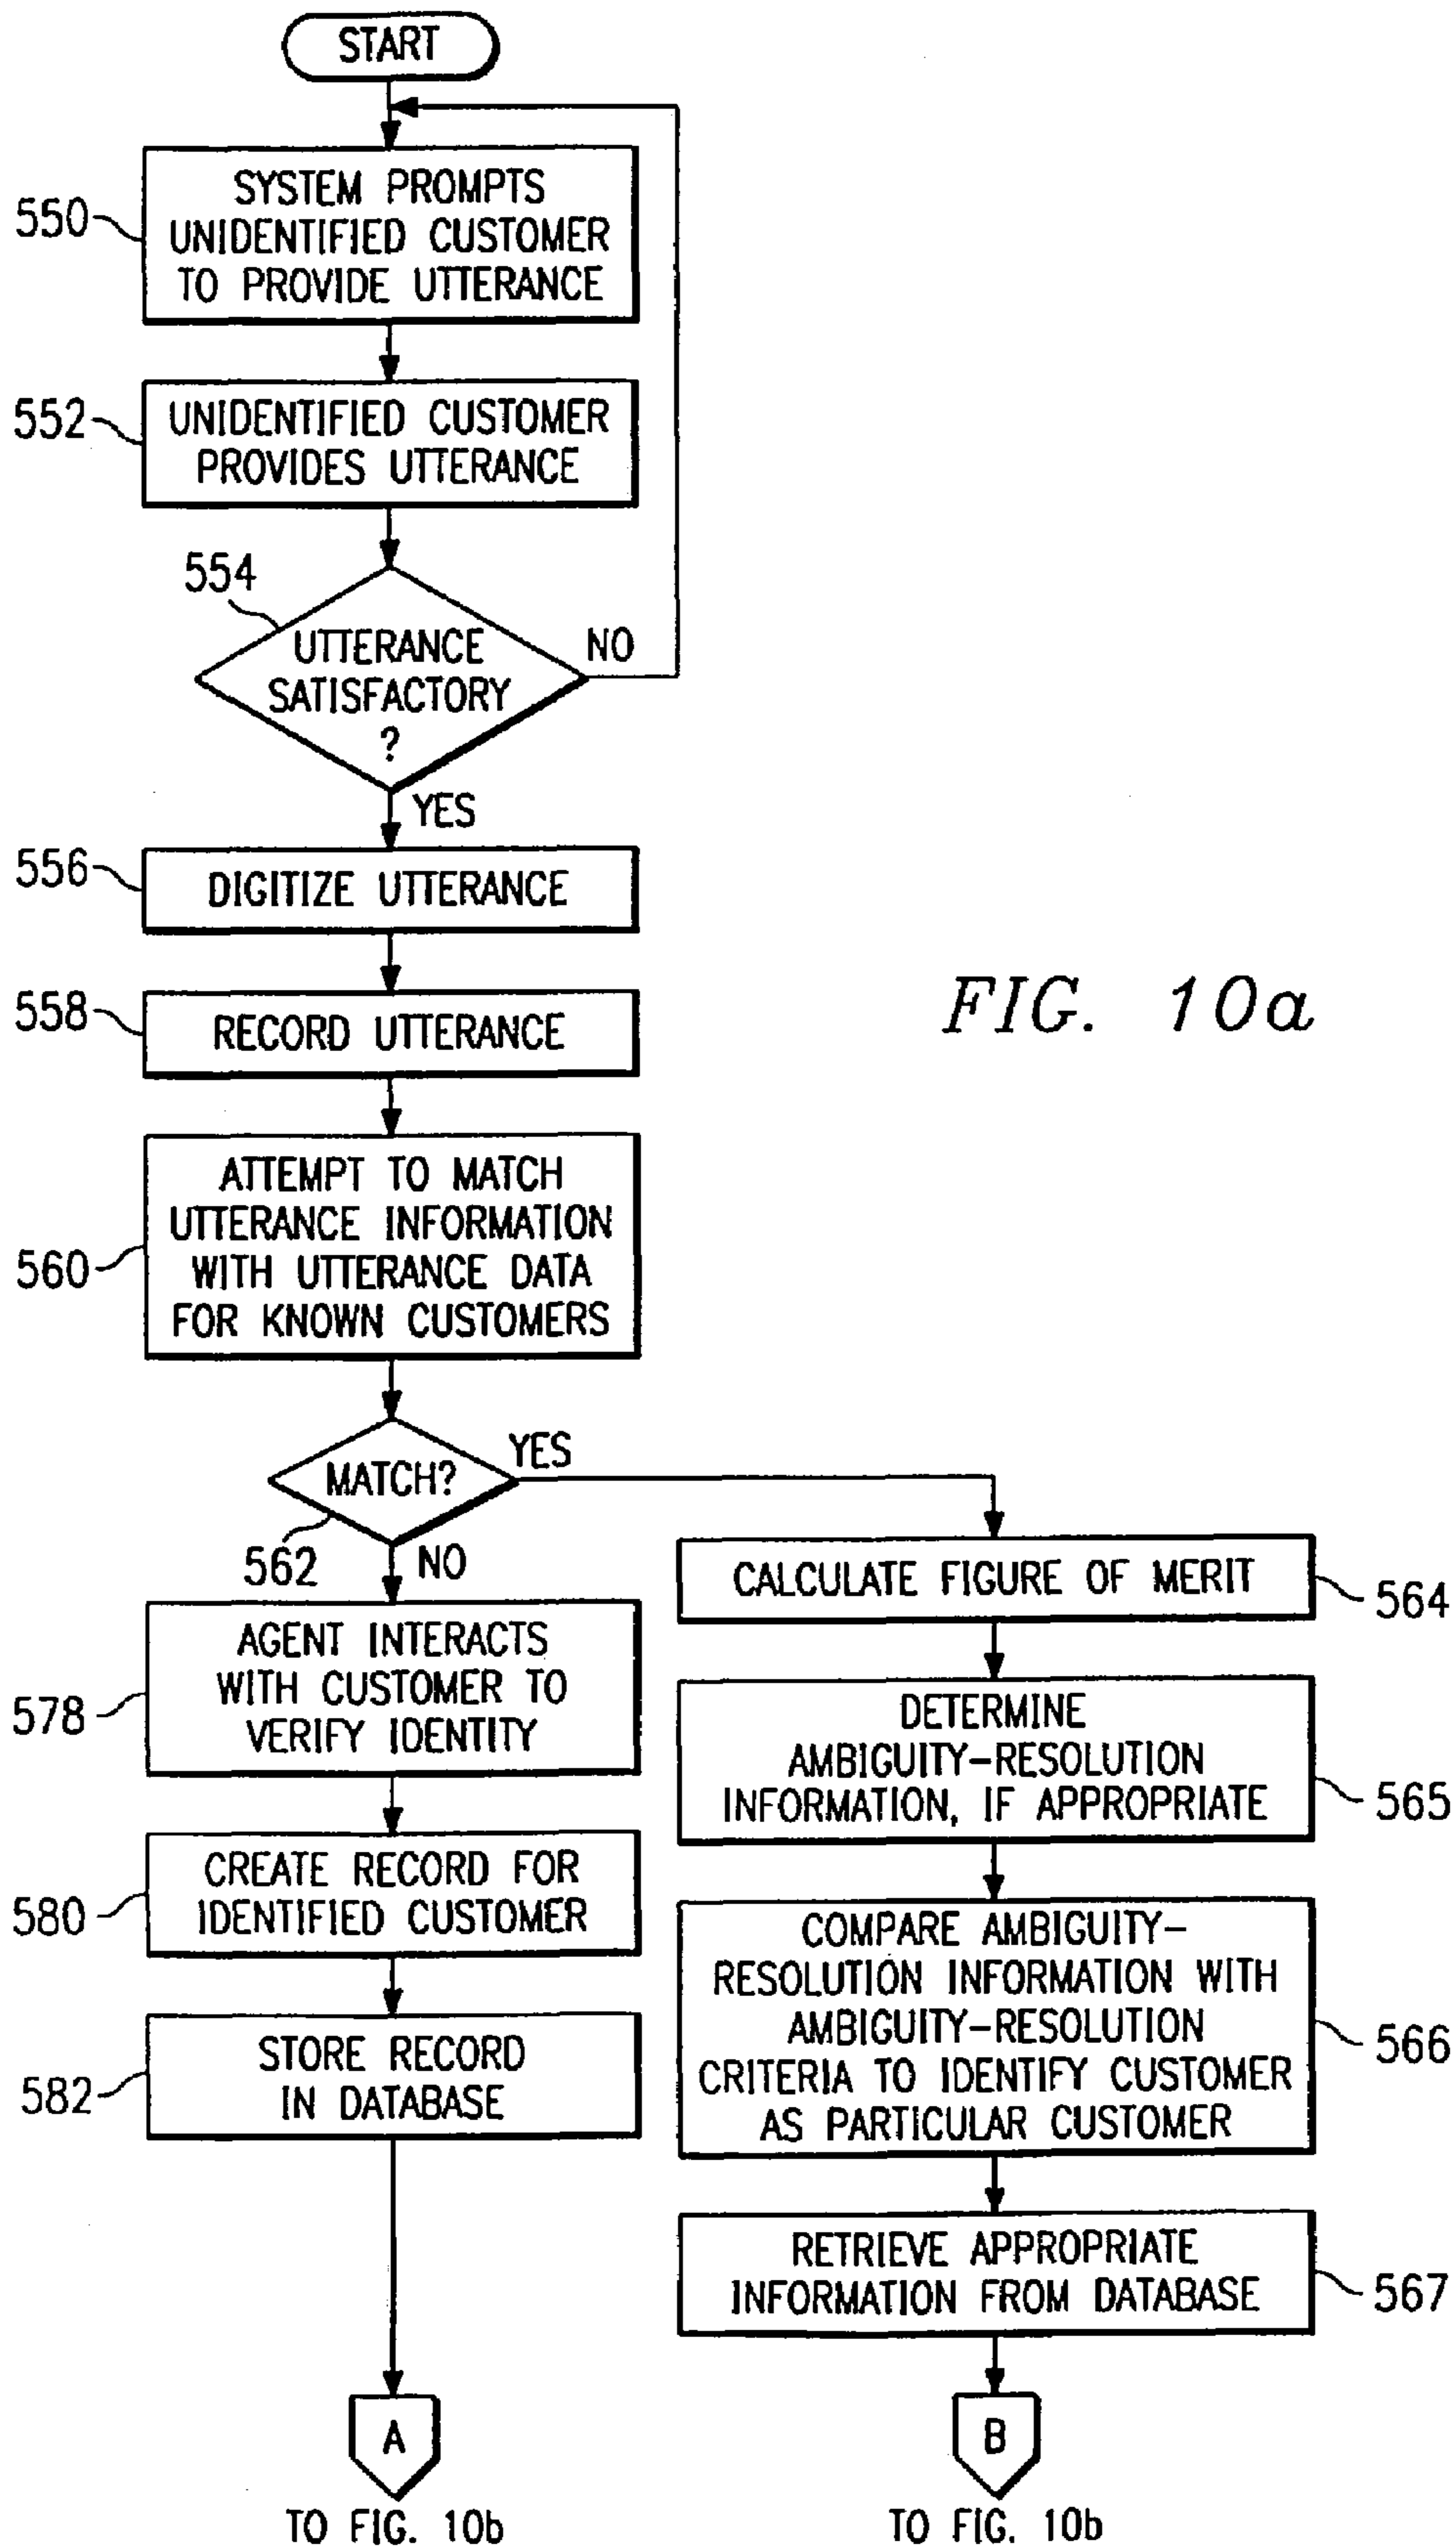 START
550
SYSTEM PROMPTS
UNIDENTIFIED CUSTOMER
TO PROVIDE UTTERANCE
552
UNIDENTIFIED CUSTOMER
PROVIDES UTTERANCE
554
UTTERANCE
SATISFACTORY
?
NO
YES
556
DIGITIZE UTTERANCE
558
RECORD UTTERANCE
FIG. 10a
560
ATTEMPT TO MATCH
UTTERANCE INFORMATION
WITH UTTERANCE DATA
FOR KNOWN CUSTOMERS
MATCH?
YES
562
NO
578
AGENT INTERACTS
WITH CUSTOMER TO
VERIFY IDENTITY
580
CREATE RECORD FOR
IDENTIFIED CUSTOMER
582
STORE RECORD
IN DATABASE
A
TO FIG. 10b
CALCULATE FIGURE OF MERIT
564
DETERMINE
AMBIGUITY-RESOLUTION
INFORMATION, IF APPROPRIATE
565
COMPARE AMBIGUITY-
RESOLUTION INFORMATION WITH
AMBIGUITY-RESOLUTION
CRITERIA TO IDENTIFY CUSTOMER
AS PARTICULAR CUSTOMER
566
RETRIEVE APPROPRIATE
INFORMATION FROM DATABASE
567
B
TO FIG. 10b